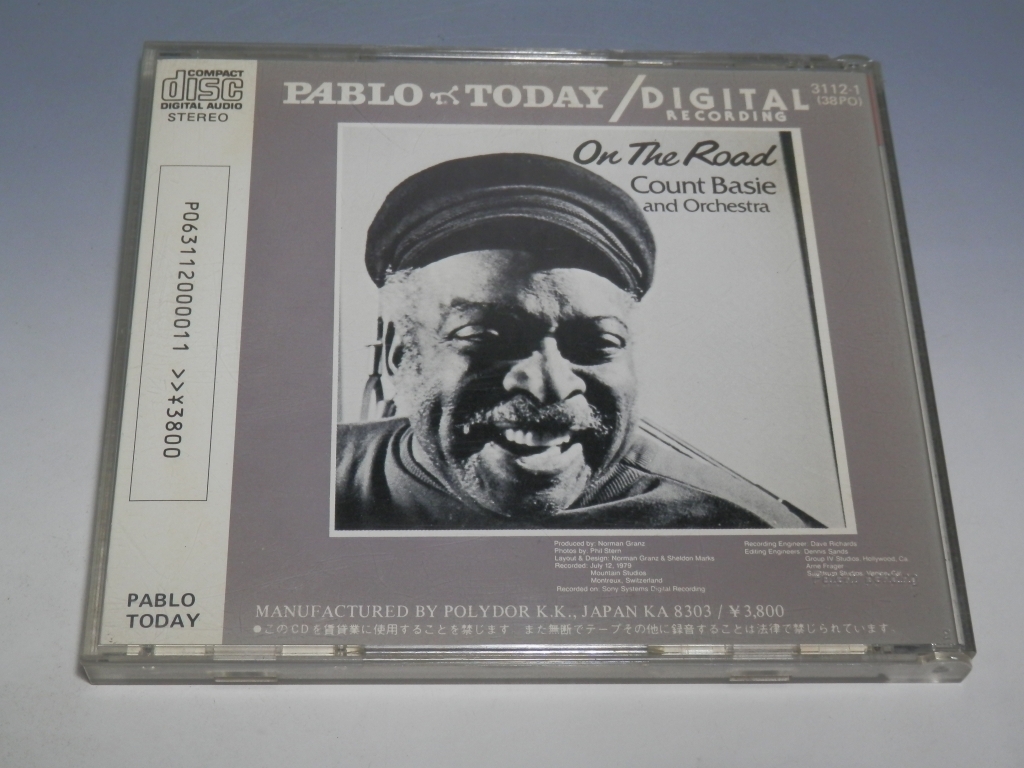 COMPACT
disc
DIGITAL AUDIO
STEREO
P0631120000011 >>¥3800
PABLO
TODAY
PABLO TODAY / DIGITAL
RECORDING
3112-1
(38PO)
On The Road
Count Basie
and Orchestra
Produced by: Norman Granz
Photos by: Phil Stern
Layout & Design: Norman Granz & Sheldon Marks
Recorded: July 12, 1979
Mountain Studios
Montreux, Switzerland
Recorded on: Sony Systems Digital Recording
Recording Engineer: Dave Richards
Editing Engineers: Dennis Sands
Group IV Studios, Hollywood, Ca.
Arne Frager
Studios,
MANUFACTURED BY POLYDOR K.K., JAPAN KA 8303 / ¥3,800
●このCDを賃貸業に使用することを禁じます また無断でテープその他に録音することは法律で禁じられています。